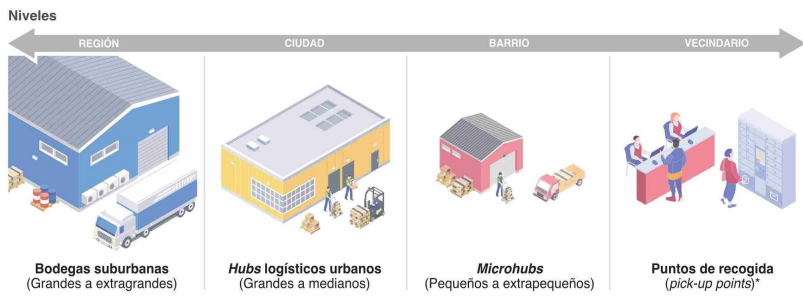 Niveles
REGIÓN
CIUDAD
BARRIO
VECINDARIO
Bodegas suburbanas
(Grandes a extragrandes)
Hubs logísticos urbanos
(Grandes a medianos)
Microhubs
(Pequeños a extrapequeños)
Puntos de recogida
(pick-up points)*